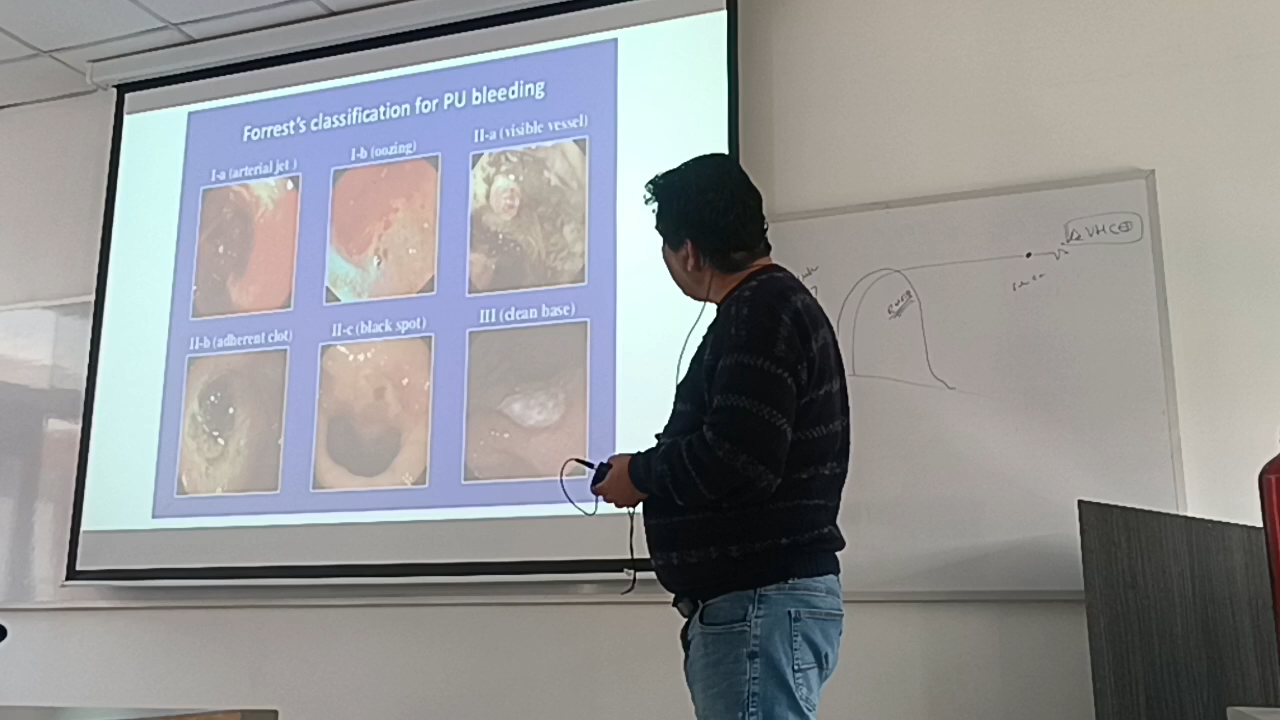 Forrest's classification for PU bleeding
I-a (arterial jet )
I-b (oozing)
II-a (visible vessel)
II-b (adherent clot)
II-c (black spot)
III (clean base)